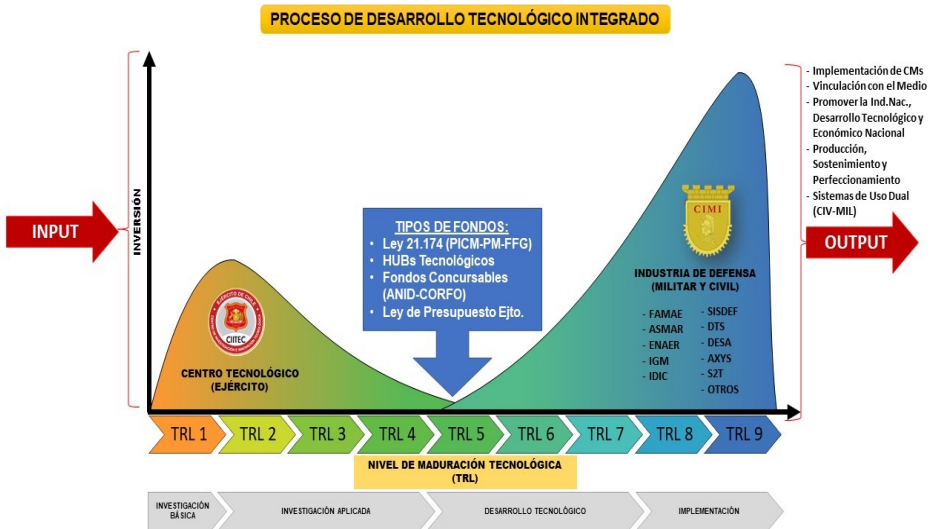 PROCESO DE DESARROLLO TECNOLÓGICO INTEGRADO
INPUT
INVERSIÓN
CIITEC
CENTRO TECNOLÓGICO
(EJÉRCITO)
TIPOS DE FONDOS:
• Ley 21.174 (PICM-PM-FFG)
• HUBs Tecnológicos
• Fondos Concursables
(ANID-CORFO)
• Ley de Presupuesto Ejto.
CIMI
INDUSTRIA DE DEFENSA
(MILITAR Y CIVIL)
- FAMAE
- ASMAR
- ENAER
- IGM
- IDIC
- SISDEF
- DTS
- DESA
- AXYS
- S2T
- OTROS
- Implementación de CMs
- Vinculación con el Medio
- Promover la Ind.Nac.,
Desarrollo Tecnológico y
Económico Nacional
- Producción,
Sostenimiento y
Perfeccionamiento
- Sistemas de Uso Dual
(CIV-MIL)
OUTPUT
TRL 1
TRL 2
TRL 3
TRL 4
TRL 5
TRL 6
TRL 7
TRL 8
TRL 9
NIVEL DE MADURACIÓN TECNOLÓGICA
(TRL)
INVESTIGACIÓN
BÁSICA
INVESTIGACIÓN APLICADA
DESARROLLO TECNOLÓGICO
IMPLEMENTACIÓN